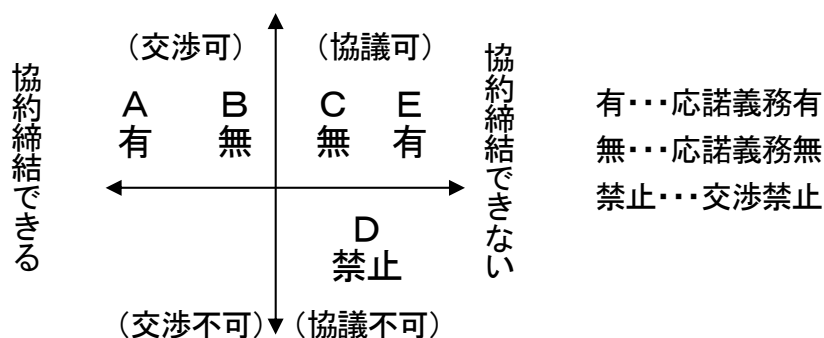 (交渉可) (協議可)
協約締結できる
協約締結できない
A B C E
有 無 無 有
D
禁止
(交渉不可) (協議不可)
有･･･応諾義務有
無･･･応諾義務無
禁止･･･交渉禁止